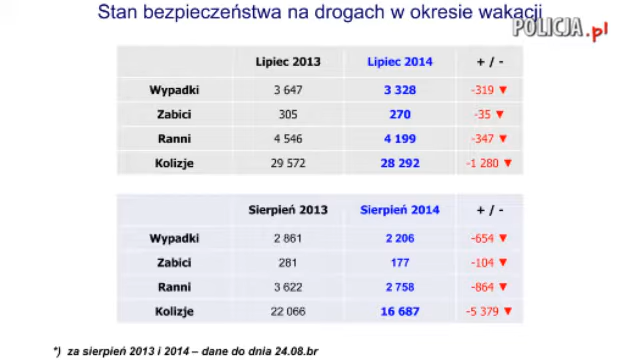 Stan bezpieczeństwa na drogach w okresie wakacji
POLICJA.pl
Lipiec 2013 Lipiec 2014 + / -
Wypadki 3 647 3 328 -319 ▼
Zabici 305 270 -35 ▼
Ranni 4 546 4 199 -347 ▼
Kolizje 29 572 28 292 -1 280 ▼
Sierpień 2013 Sierpień 2014 + / -
Wypadki 2 861 2 206 -654 ▼
Zabici 281 177 -104 ▼
Ranni 3 622 2 758 -864 ▼
Kolizje 22 066 16 687 -5 379 ▼
*) za sierpień 2013 i 2014 – dane do dnia 24.08.br